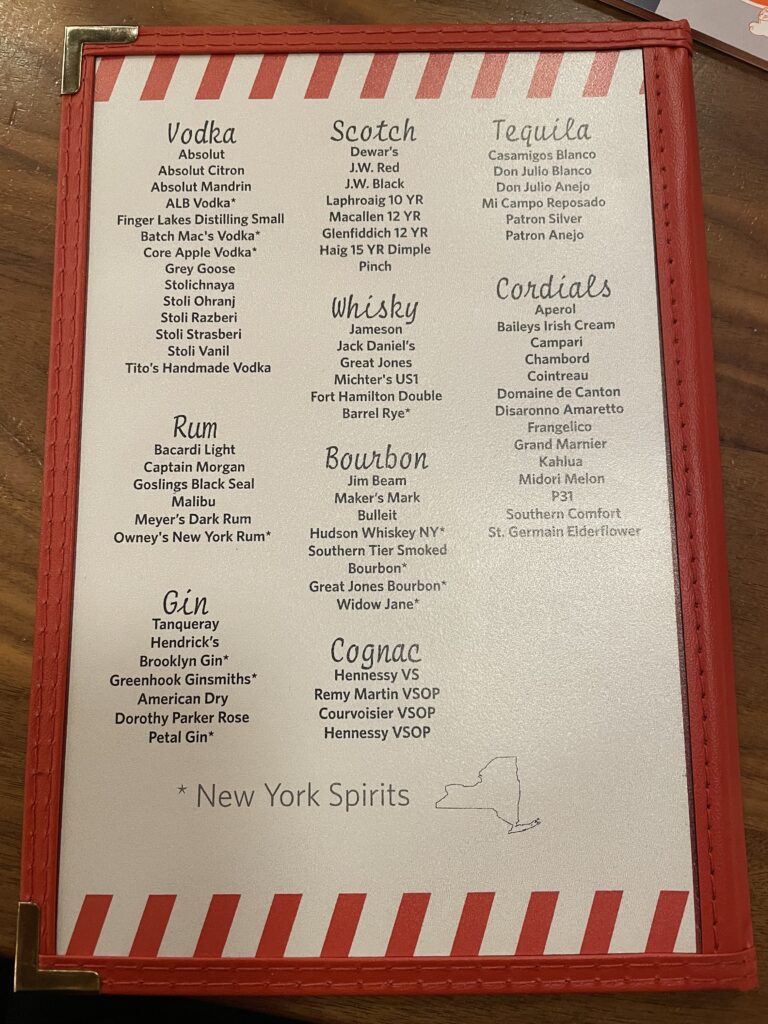 Vodka
Absolut
Absolut Citron
Absolut Mandrin
ALB Vodka*
Finger Lakes Distilling Small
Batch Mac's Vodka*
Core Apple Vodka*
Grey Goose
Stolichnaya
Stoli Ohranj
Stoli Razberi
Stoli Strasberi
Stoli Vanil
Tito's Handmade Vodka
Rum
Bacardi Light
Captain Morgan
Goslings Black Seal
Malibu
Meyer's Dark Rum
Owney's New York Rum*
Gin
Tanqueray
Hendrick's
Brooklyn Gin*
Greenhook Ginsmiths*
American Dry
Dorothy Parker Rose
Petal Gin*
Scotch
Dewar's
J.W. Red
J.W. Black
Laphroaig 10 YR
Macallen 12 YR
Glenfiddich 12 YR
Haig 15 YR Dimple
Pinch
Whisky
Jameson
Jack Daniel's
Great Jones
Michter's US1
Fort Hamilton Double
Barrel Rye*
Bourbon
Jim Beam
Maker's Mark
Bulleit
Hudson Whiskey NY*
Southern Tier Smoked
Bourbon*
Great Jones Bourbon*
Widow Jane*
Cognac
Hennessy VS
Remy Martin VSOP
Courvoisier VSOP
Hennessy VSOP
Tequila
Casamigos Blanco
Don Julio Blanco
Don Julio Anejo
Mi Campo Reposado
Patron Silver
Patron Anejo
Cordials
Aperol
Baileys Irish Cream
Campari
Chambord
Cointreau
Domaine de Canton
Disaronno Amaretto
Frangelico
Grand Marnier
Kahlua
Midori Melon
P31
Southern Comfort
St. Germain Elderflower
* New York Spirits